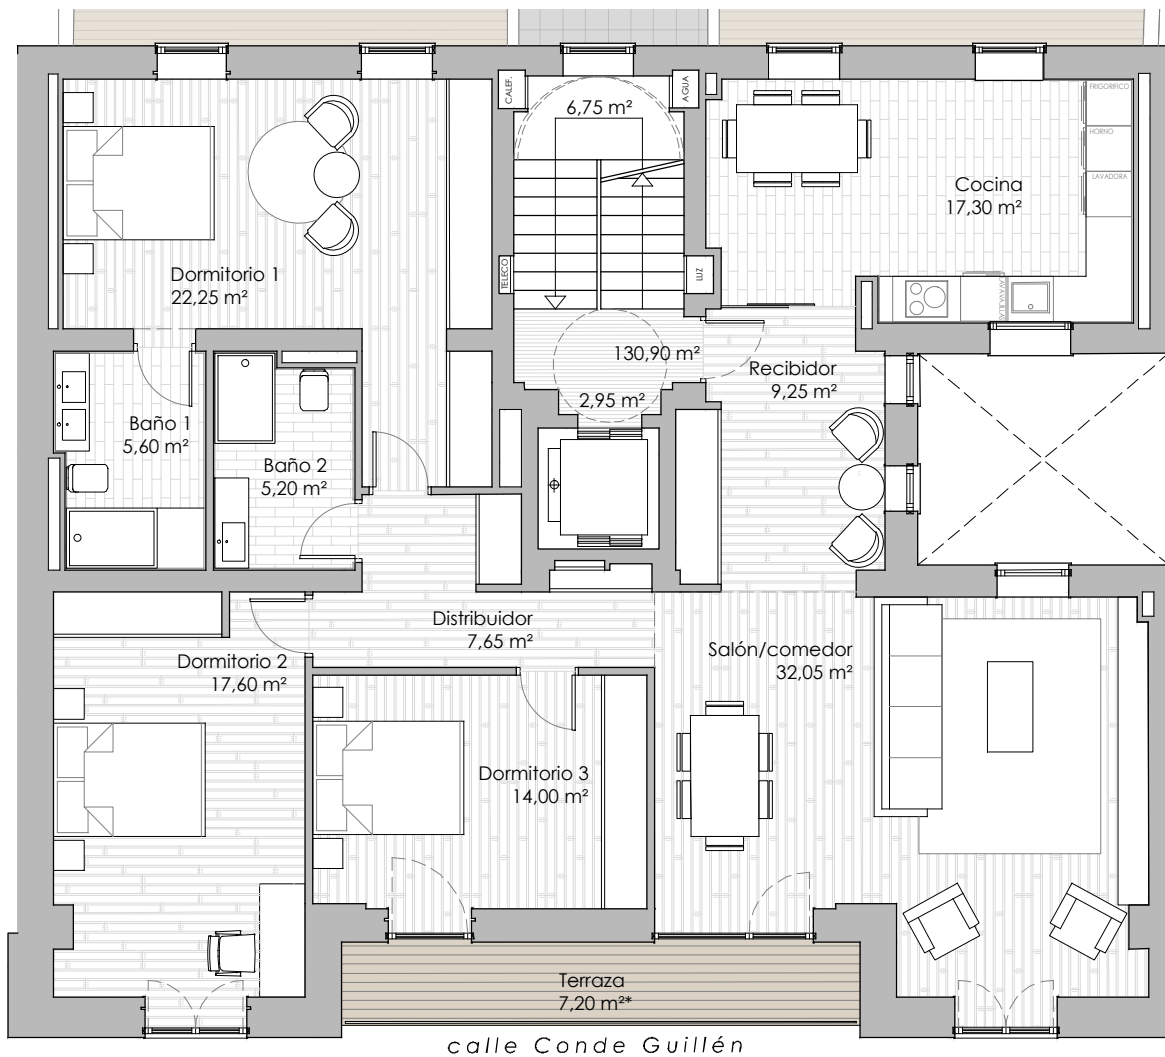 CALEF.
AGUA
6,75 m²
FRIGORIFICO
HORNO
LAVADORA
Cocina
17,30 m²
TELECO
LUZ
Dormitorio 1
22,25 m²
LAVAVAJILLAS
130,90 m²
Recibidor
9,25 m²
2,95 m²
Baño 1
5,60 m²
Baño 2
5,20 m²
Distribuidor
7,65 m²
Dormitorio 2
17,60 m²
Salón/comedor
32,05 m²
Dormitorio 3
14,00 m²
Terraza
7,20 m²*
calle Conde Guillén